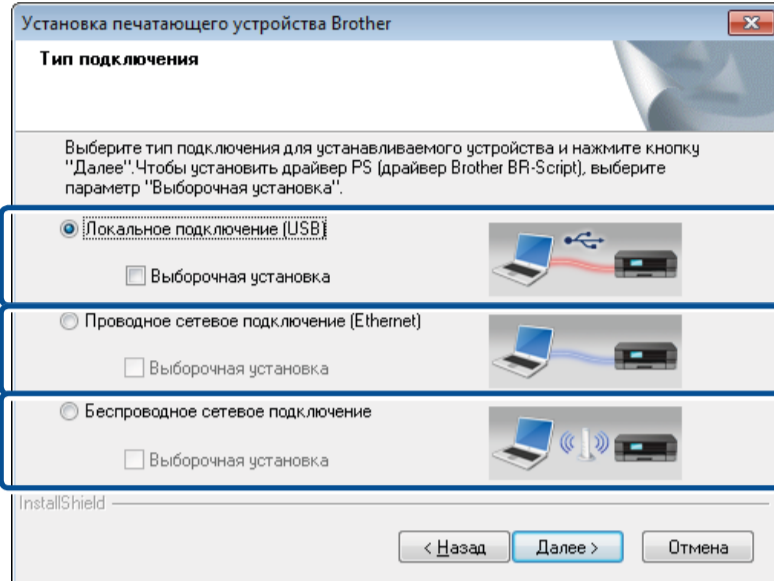 Установка печатающего устройства Brother
Тип подключения
Выберите тип подключения для устанавливаемого устройства и нажмите кнопку
"Далее".Чтобы установить драйвер PS (драйвер Brother BR-Script), выберите
параметр "Выборочная установка".
Локальное подключение (USB)
Выборочная установка
Проводное сетевое подключение (Ethernet)
Выборочная установка
Беспроводное сетевое подключение
Выборочная установка
InstallShield
< Назад Далее > Отмена